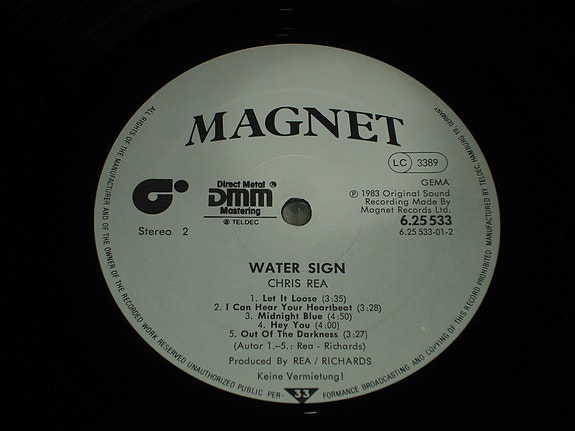 MAGNET
LC 3389
GEMA
Direct Metal
DMM
Mastering
® TELDEC
Ⓟ 1983 Original Sound
Recording Made By
Magnet Records Ltd.
6.25 533
6.25 533-01-2
Stereo 2
WATER SIGN
CHRIS REA
1. Let It Loose (3:35)
2. I Can Hear Your Heartbeat (3:28)
3. Midnight Blue (4:50)
4. Hey You (4:00)
5. Out Of The Darkness (3:27)
(Autor 1.–5.: Rea - Richards)
Produced By REA / RICHARDS
Keine Vermietung!
33
ALL RIGHTS OF THE MANUFACTURER AND OF THE OWNER OF THE RECORDED WORK RESERVED UNAUTHORIZED PUBLIC PER- FORMANCE BROADCASTING AND COPYING OF THIS RECORD PROHIBITED. MANUFACTURED BY TELDEC, HAMBURG 19, GERMANY